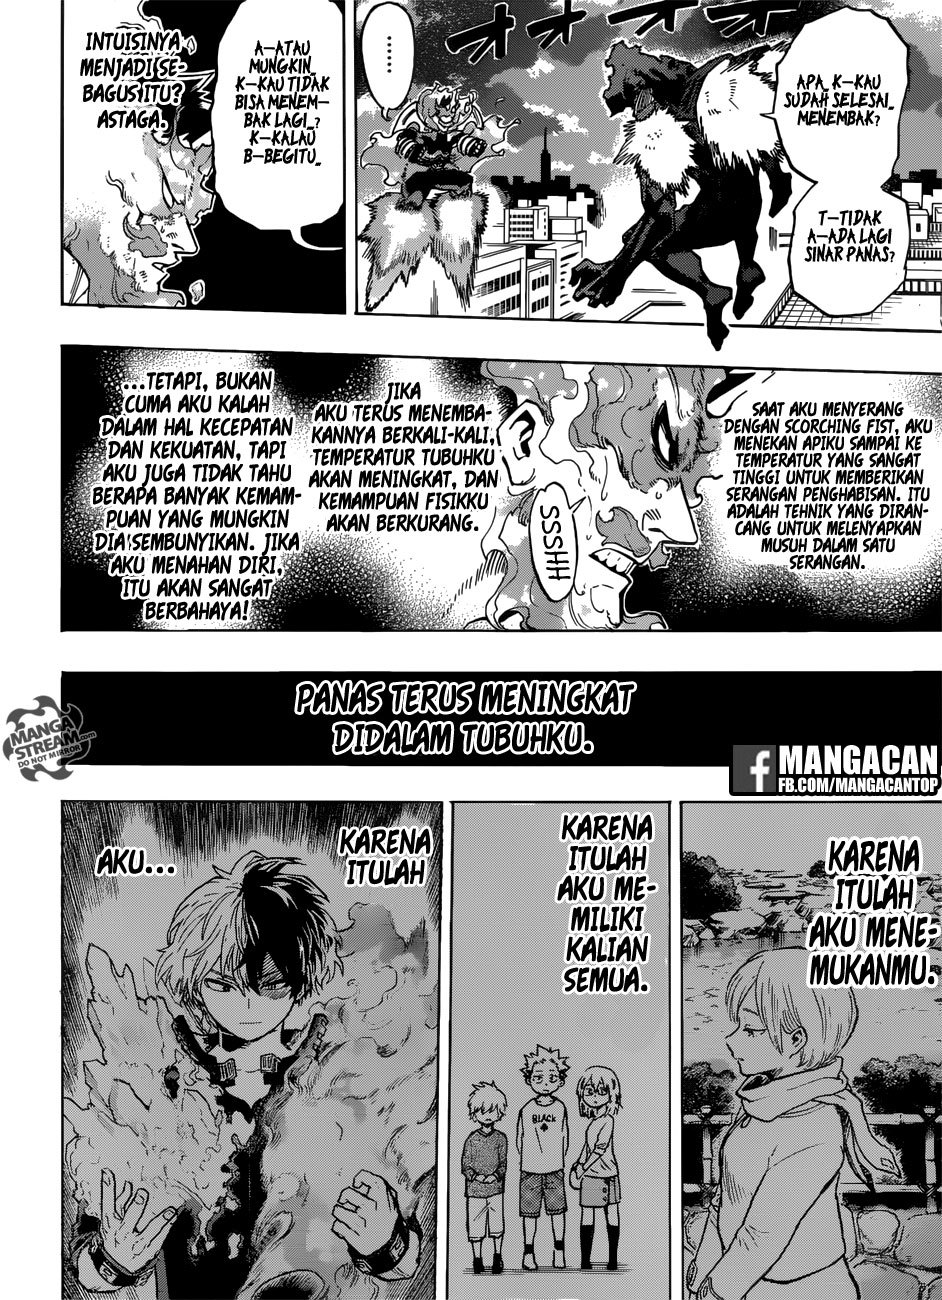 APA_ K-KAU
SUDAH SELESAI_
MENEMBAK?
T-TIDAK
A-ADA LAGI
SINAR PANAS?
........
A-ATAU
MUNGKIN_
K-KAU TIDAK
BISA MENEM-
BAK LAGI_?
K-KALAU
B-BEGITU_
INTUISINYA
MENJADI SE-
BAGUS ITU?
ASTAGA.
SAAT AKU MENYERANG
DENGAN SCORCHING FIST, AKU
MENEKAN APIKU SAMPAI KE
TEMPERATUR YANG SANGAT
TINGGI UNTUK MEMBERIKAN
SERANGAN PENGHABISAN. ITU
ADALAH TEHNIK YANG DIRAN-
CANG UNTUK MELENYAPKAN
MUSUH DALAM SATU
SERANGAN.
SSSHH
JIKA
AKU TERUS MENEMBA-
KANNYA BERKALI-KALI,
TEMPERATUR TUBUHKU
AKAN MENINGKAT, DAN
KEMAMPUAN FISIKKU
AKAN BERKURANG.
...TETAPI, BUKAN
CUMA AKU KALAH
DALAM HAL KECEPATAN
DAN KEKUATAN, TAPI
AKU JUGA TIDAK TAHU
BERAPA BANYAK KEMAM-
PUAN YANG MUNGKIN
DIA SEMBUNYIKAN. JIKA
AKU MENAHAN DIRI,
ITU AKAN SANGAT
BERBAHAYA!
PANAS TERUS MENINGKAT
DIDALAM TUBUHKU.
MANGA
STREAM.com
DO NOT MIRROR
f MANGACAN
FB.COM/MANGACANTOP
KARENA
ITULAH
AKU MENE-
MUKANMU.
KARENA
ITULAH
AKU ME-
MILIKI
KALIAN
SEMUA.
BLACK
KARENA
ITULAH
AKU...